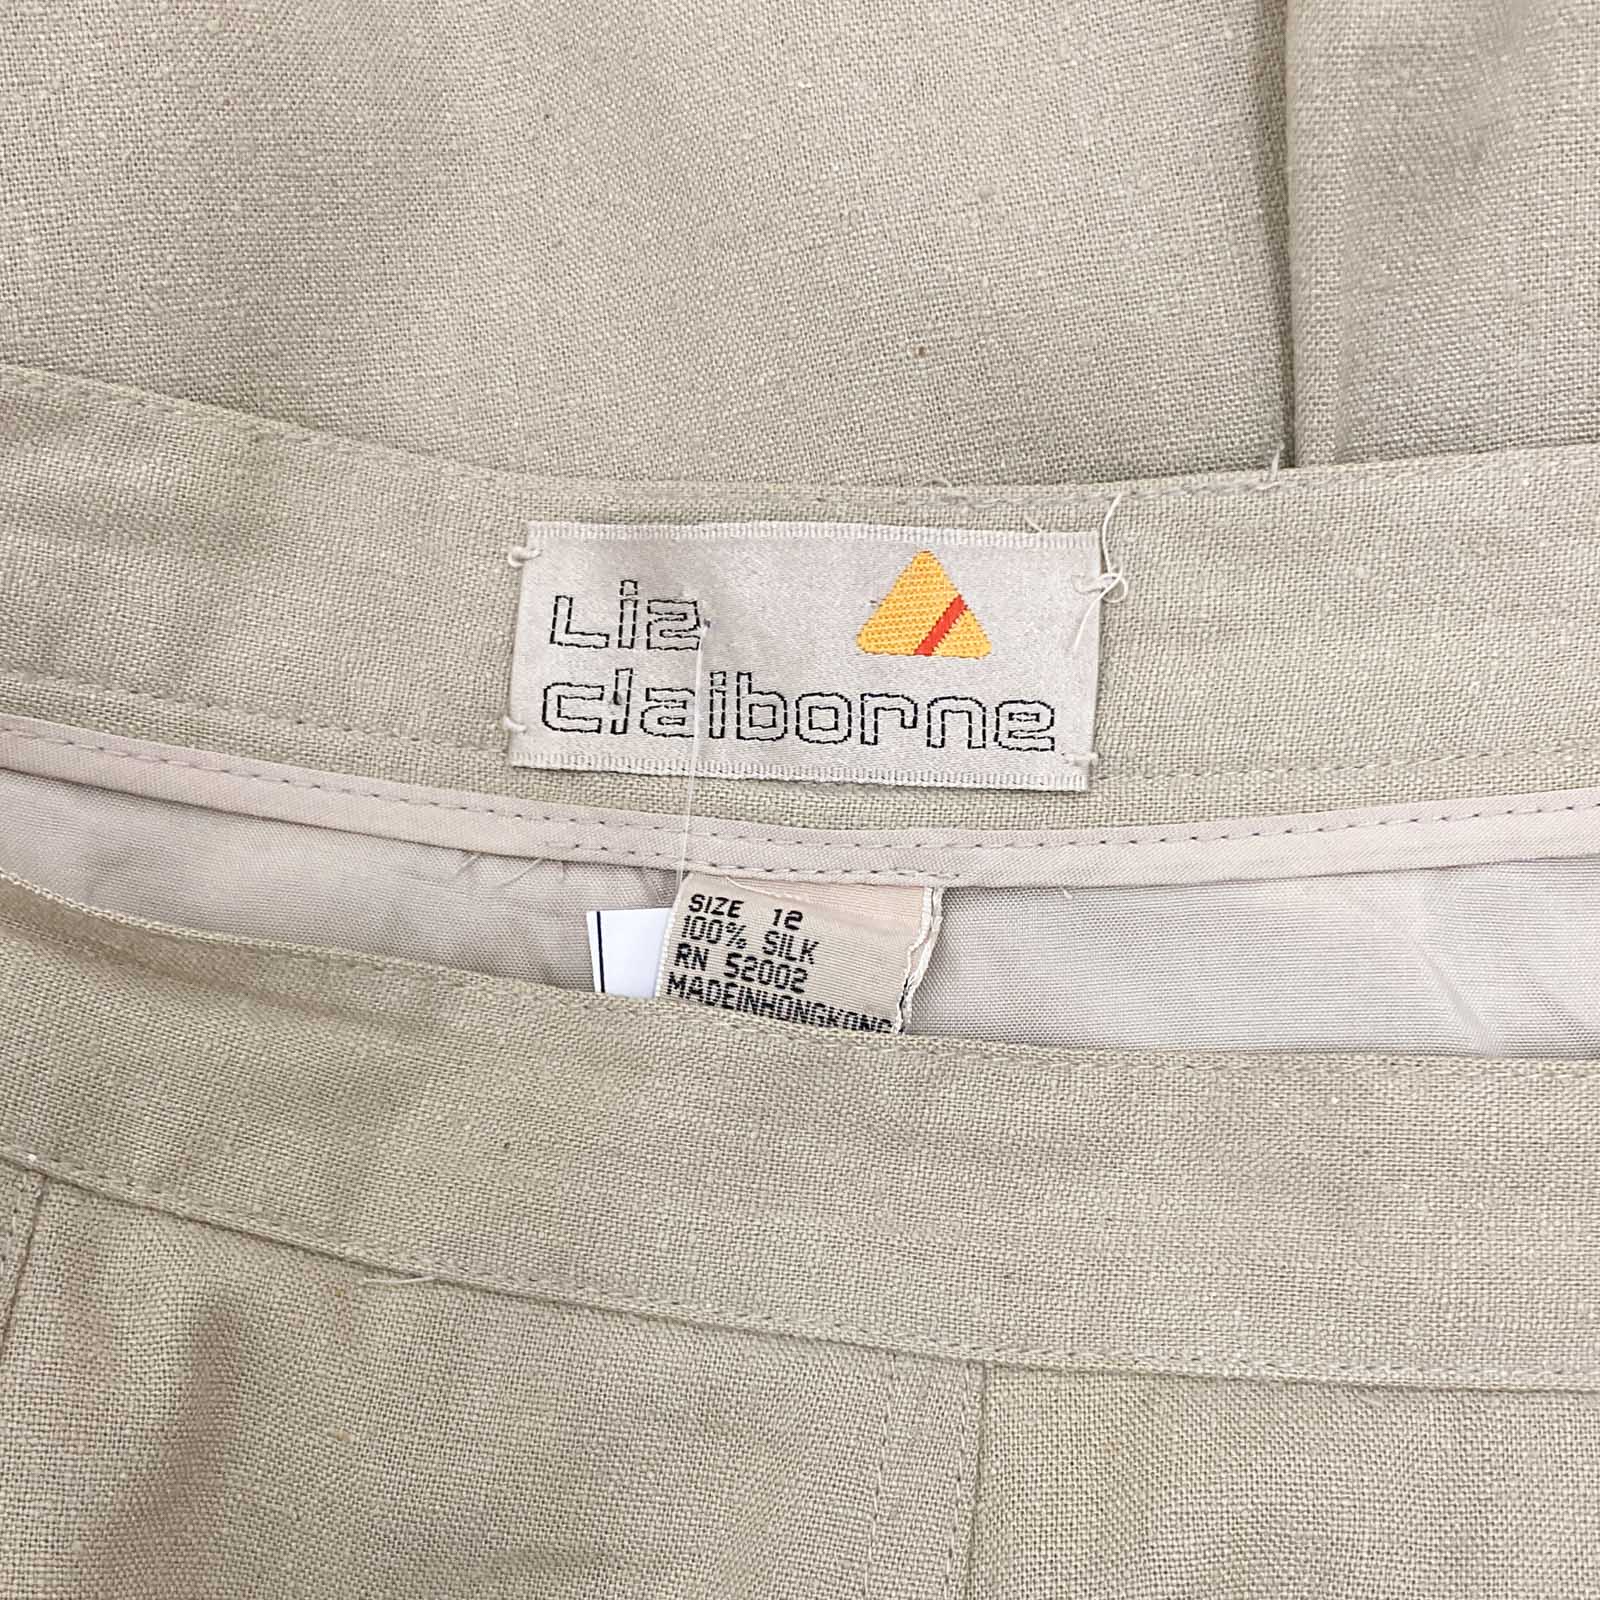 Liz
claiborne
SIZE 12
100% SILK
RN 52002
MADEINHONGKONG